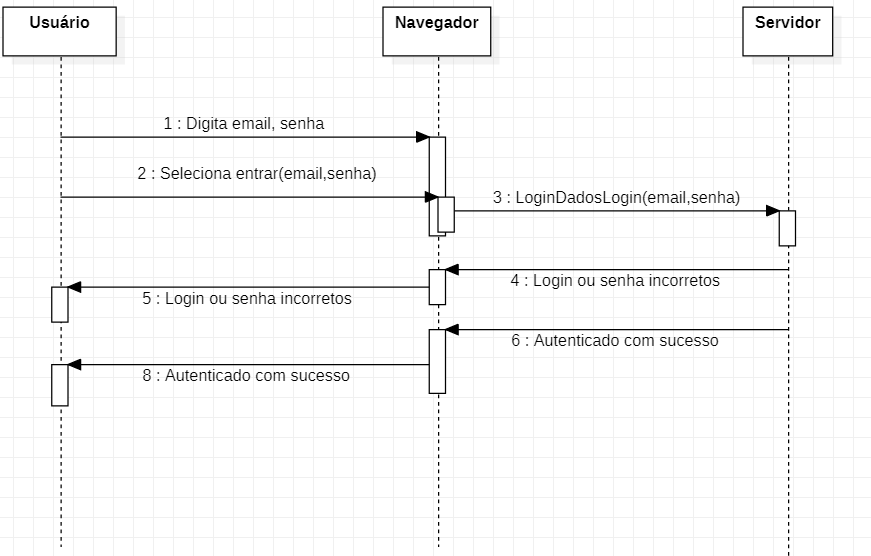 Usuário
Navegador
Servidor
1 : Digita email, senha
2 : Seleciona entrar(email,senha)
3 : LoginDadosLogin(email,senha)
4 : Login ou senha incorretos
5 : Login ou senha incorretos
6 : Autenticado com sucesso
8 : Autenticado com sucesso